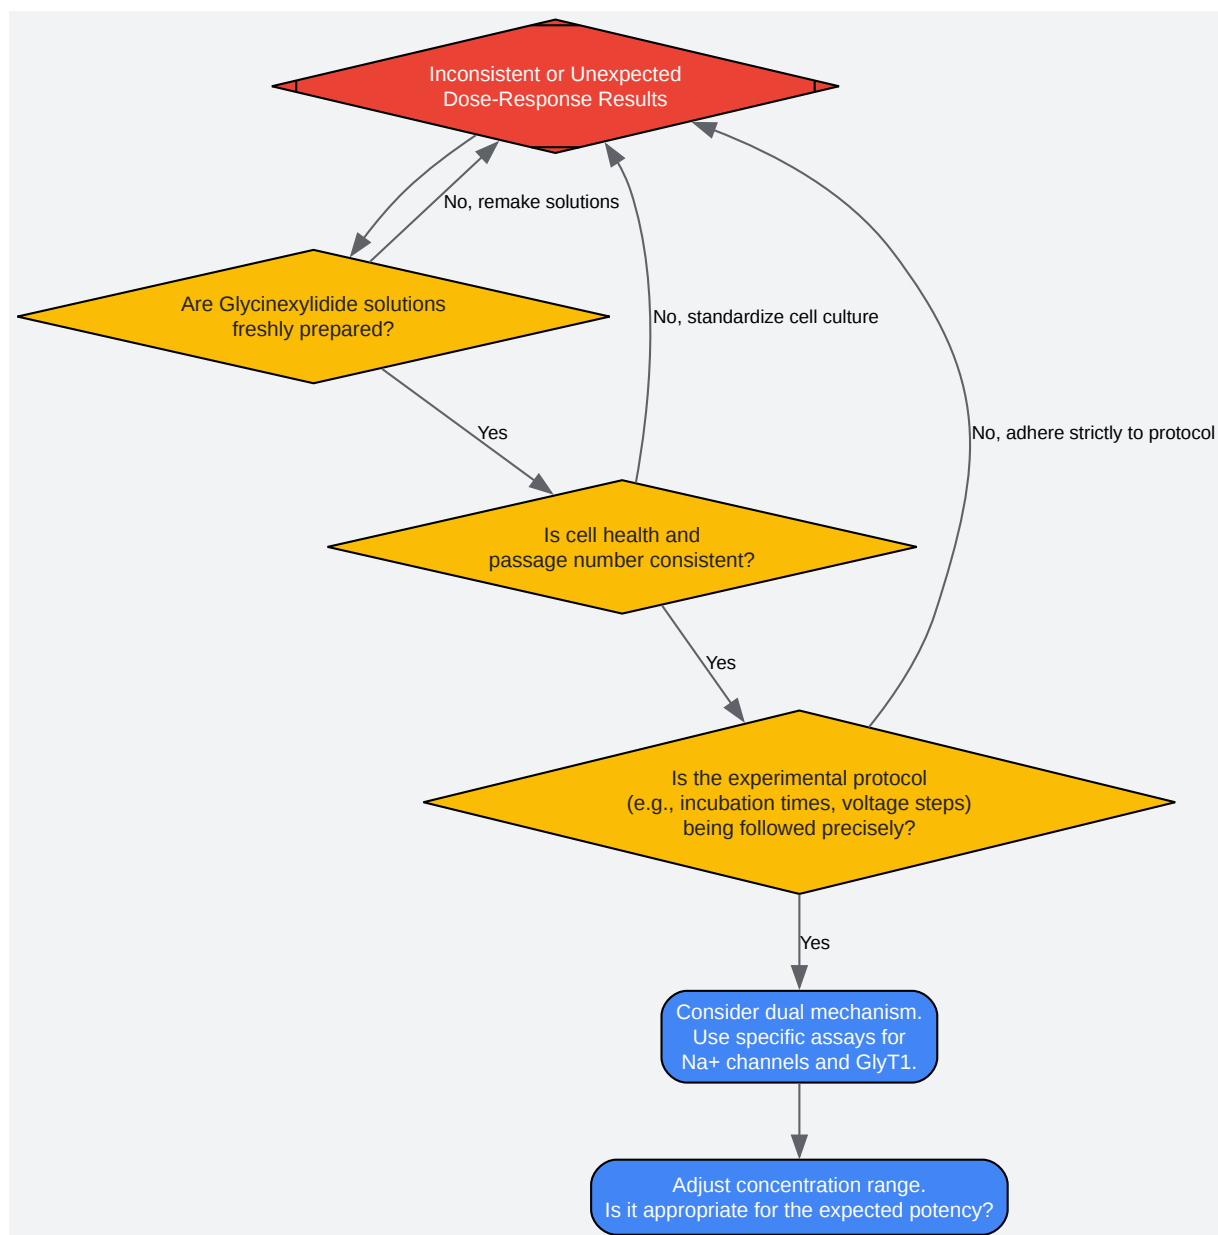 Inconsistent or Unexpected
Dose-Response Results
No, remake solutions
Are Glycinexylidide solutions
freshly prepared?
No, standardize cell culture
Yes
No, adhere strictly to protocol
Is cell health and
passage number consistent?
Yes
Is the experimental protocol
(e.g., incubation times, voltage steps)
being followed precisely?
Yes
Consider dual mechanism.
Use specific assays for
Na+ channels and GlyT1.
Adjust concentration range.
Is it appropriate for the expected potency?